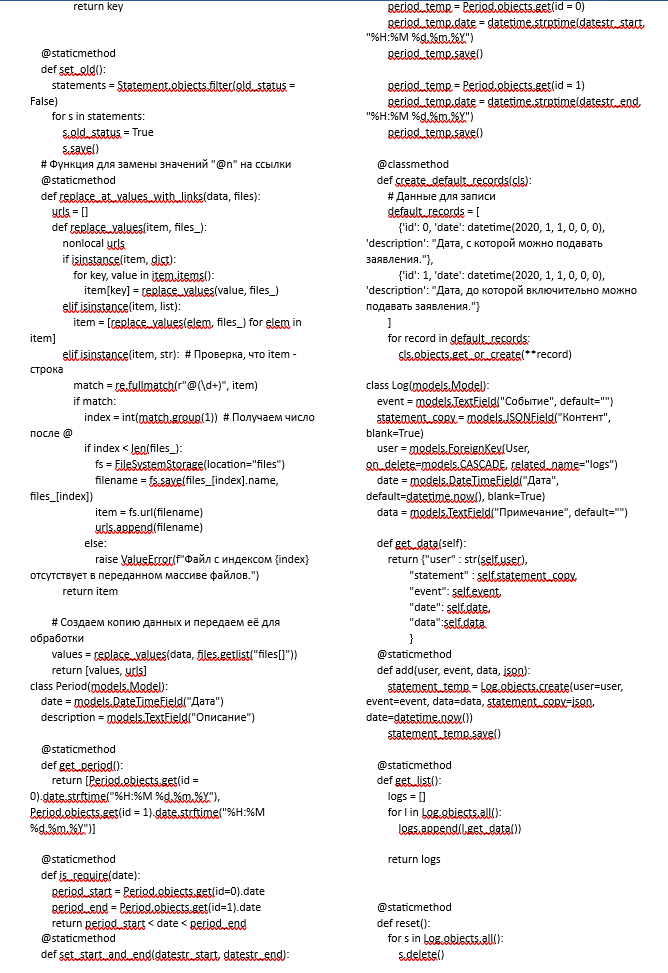 return key
@staticmethod
def set_old():
statements = Statement.objects.filter(old_status =
False)
for s in statements:
s.old_status = True
s.save()
# Функция для замены значений "@n" на ссылки
@staticmethod
def replace_at_values_with_links(data, files):
urls = []
def replace_values(item, files_):
nonlocal urls
if isinstance(item, dict):
for key, value in item.items():
item[key] = replace_values(value, files_)
elif isinstance(item, list):
item = [replace_values(elem, files_) for elem in
item]
elif isinstance(item, str):  # Проверка, что item -
строка
match = re.fullmatch(r"@(\d+)", item)
if match:
index = int(match.group(1))  # Получаем число
после @
if index < len(files_):
fs = FileSystemStorage(location="files")
filename = fs.save(files_[index].name,
files_[index])
item = fs.url(filename)
urls.append(filename)
else:
raise ValueError(f"Файл с индексом {index}
отсутствует в переданном массиве файлов.")
return item
# Создаем копию данных и передаем её для
обработки
values = replace_values(data, files.getlist("files[]"))
return [values, urls]
class Period(models.Model):
date = models.DateTimeField("Дата")
description = models.TextField("Описание")
@staticmethod
def get_period():
return [Period.objects.get(id =
0).date.strftime("%H:%M %d.%m.%Y"),
Period.objects.get(id = 1).date.strftime("%H:%M
%d.%m.%Y")]
@staticmethod
def is_require(date):
period_start = Period.objects.get(id=0).date
period_end = Period.objects.get(id=1).date
return period_start < date < period_end
@staticmethod
def set_start_and_end(datestr_start, datestr_end):
period_temp = Period.objects.get(id = 0)
period_temp.date = datetime.strptime(datestr_start,
"%H:%M %d.%m.%Y")
period_temp.save()
period_temp = Period.objects.get(id = 1)
period_temp.date = datetime.strptime(datestr_end,
"%H:%M %d.%m.%Y")
period_temp.save()
@classmethod
def create_default_records(cls):
# Данные для записи
default_records = [
{'id': 0, 'date': datetime(2020, 1, 1, 0, 0, 0),
'description': "Дата, с которой можно подавать
заявления."},
{'id': 1, 'date': datetime(2020, 1, 1, 0, 0, 0),
'description': "Дата, до которой включительно можно
подавать заявления."}
]
for record in default_records:
cls.objects.get_or_create(**record)
class Log(models.Model):
event = models.TextField("Событие", default="")
statement_copy = models.JSONField("Контент",
blank=True)
user = models.ForeignKey(User,
on_delete=models.CASCADE, related_name="logs")
date = models.DateTimeField("Дата",
default=datetime.now(), blank=True)
data = models.TextField("Примечание", default="")
def get_data(self):
return {"user" : str(self.user),
"statement" : self.statement_copy,
"event": self.event,
"date": self.date,
"data":self.data
}
@staticmethod
def add(user, event, data, json):
statement_temp = Log.objects.create(user=user,
event=event, data=data, statement_copy=json,
date=datetime.now())
statement_temp.save()
@staticmethod
def get_list():
logs = []
for l in Log.objects.all():
logs.append(l.get_data())
return logs
@staticmethod
def reset():
for s in Log.objects.all():
s.delete()